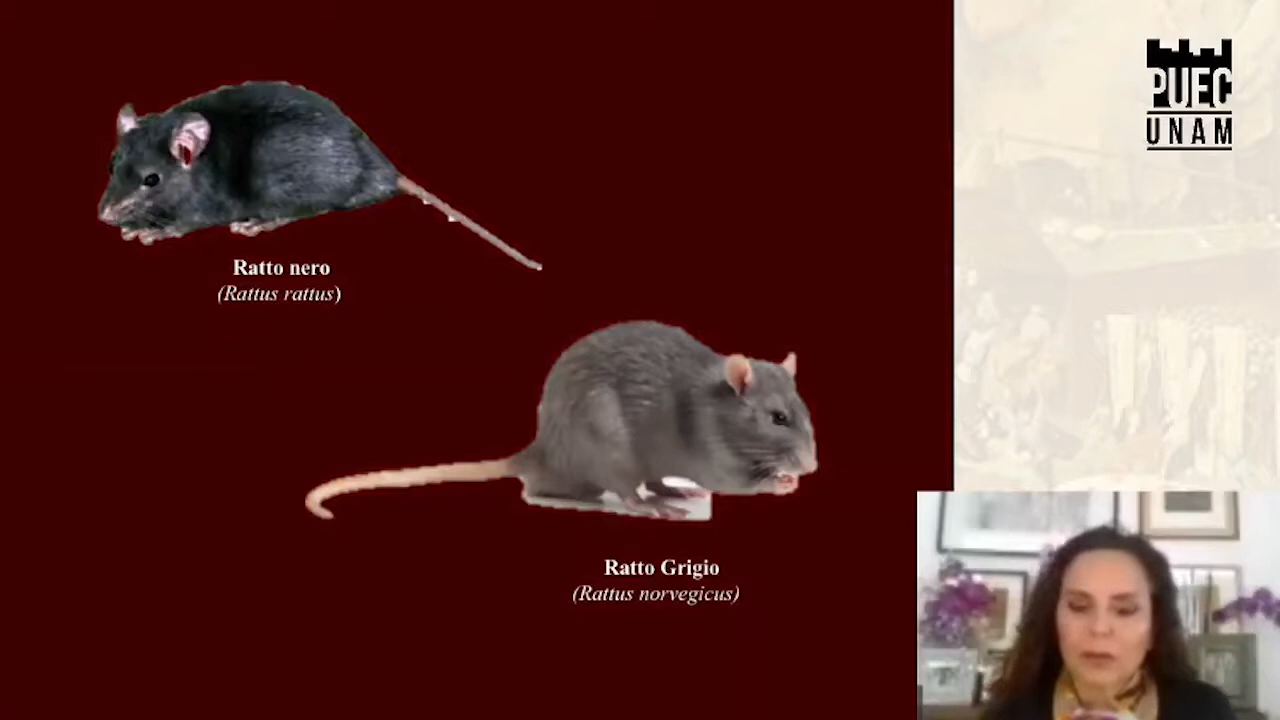 PUEC
UNAM
Ratto nero
(Rattus rattus)
Ratto Grigio
(Rattus norvegicus)